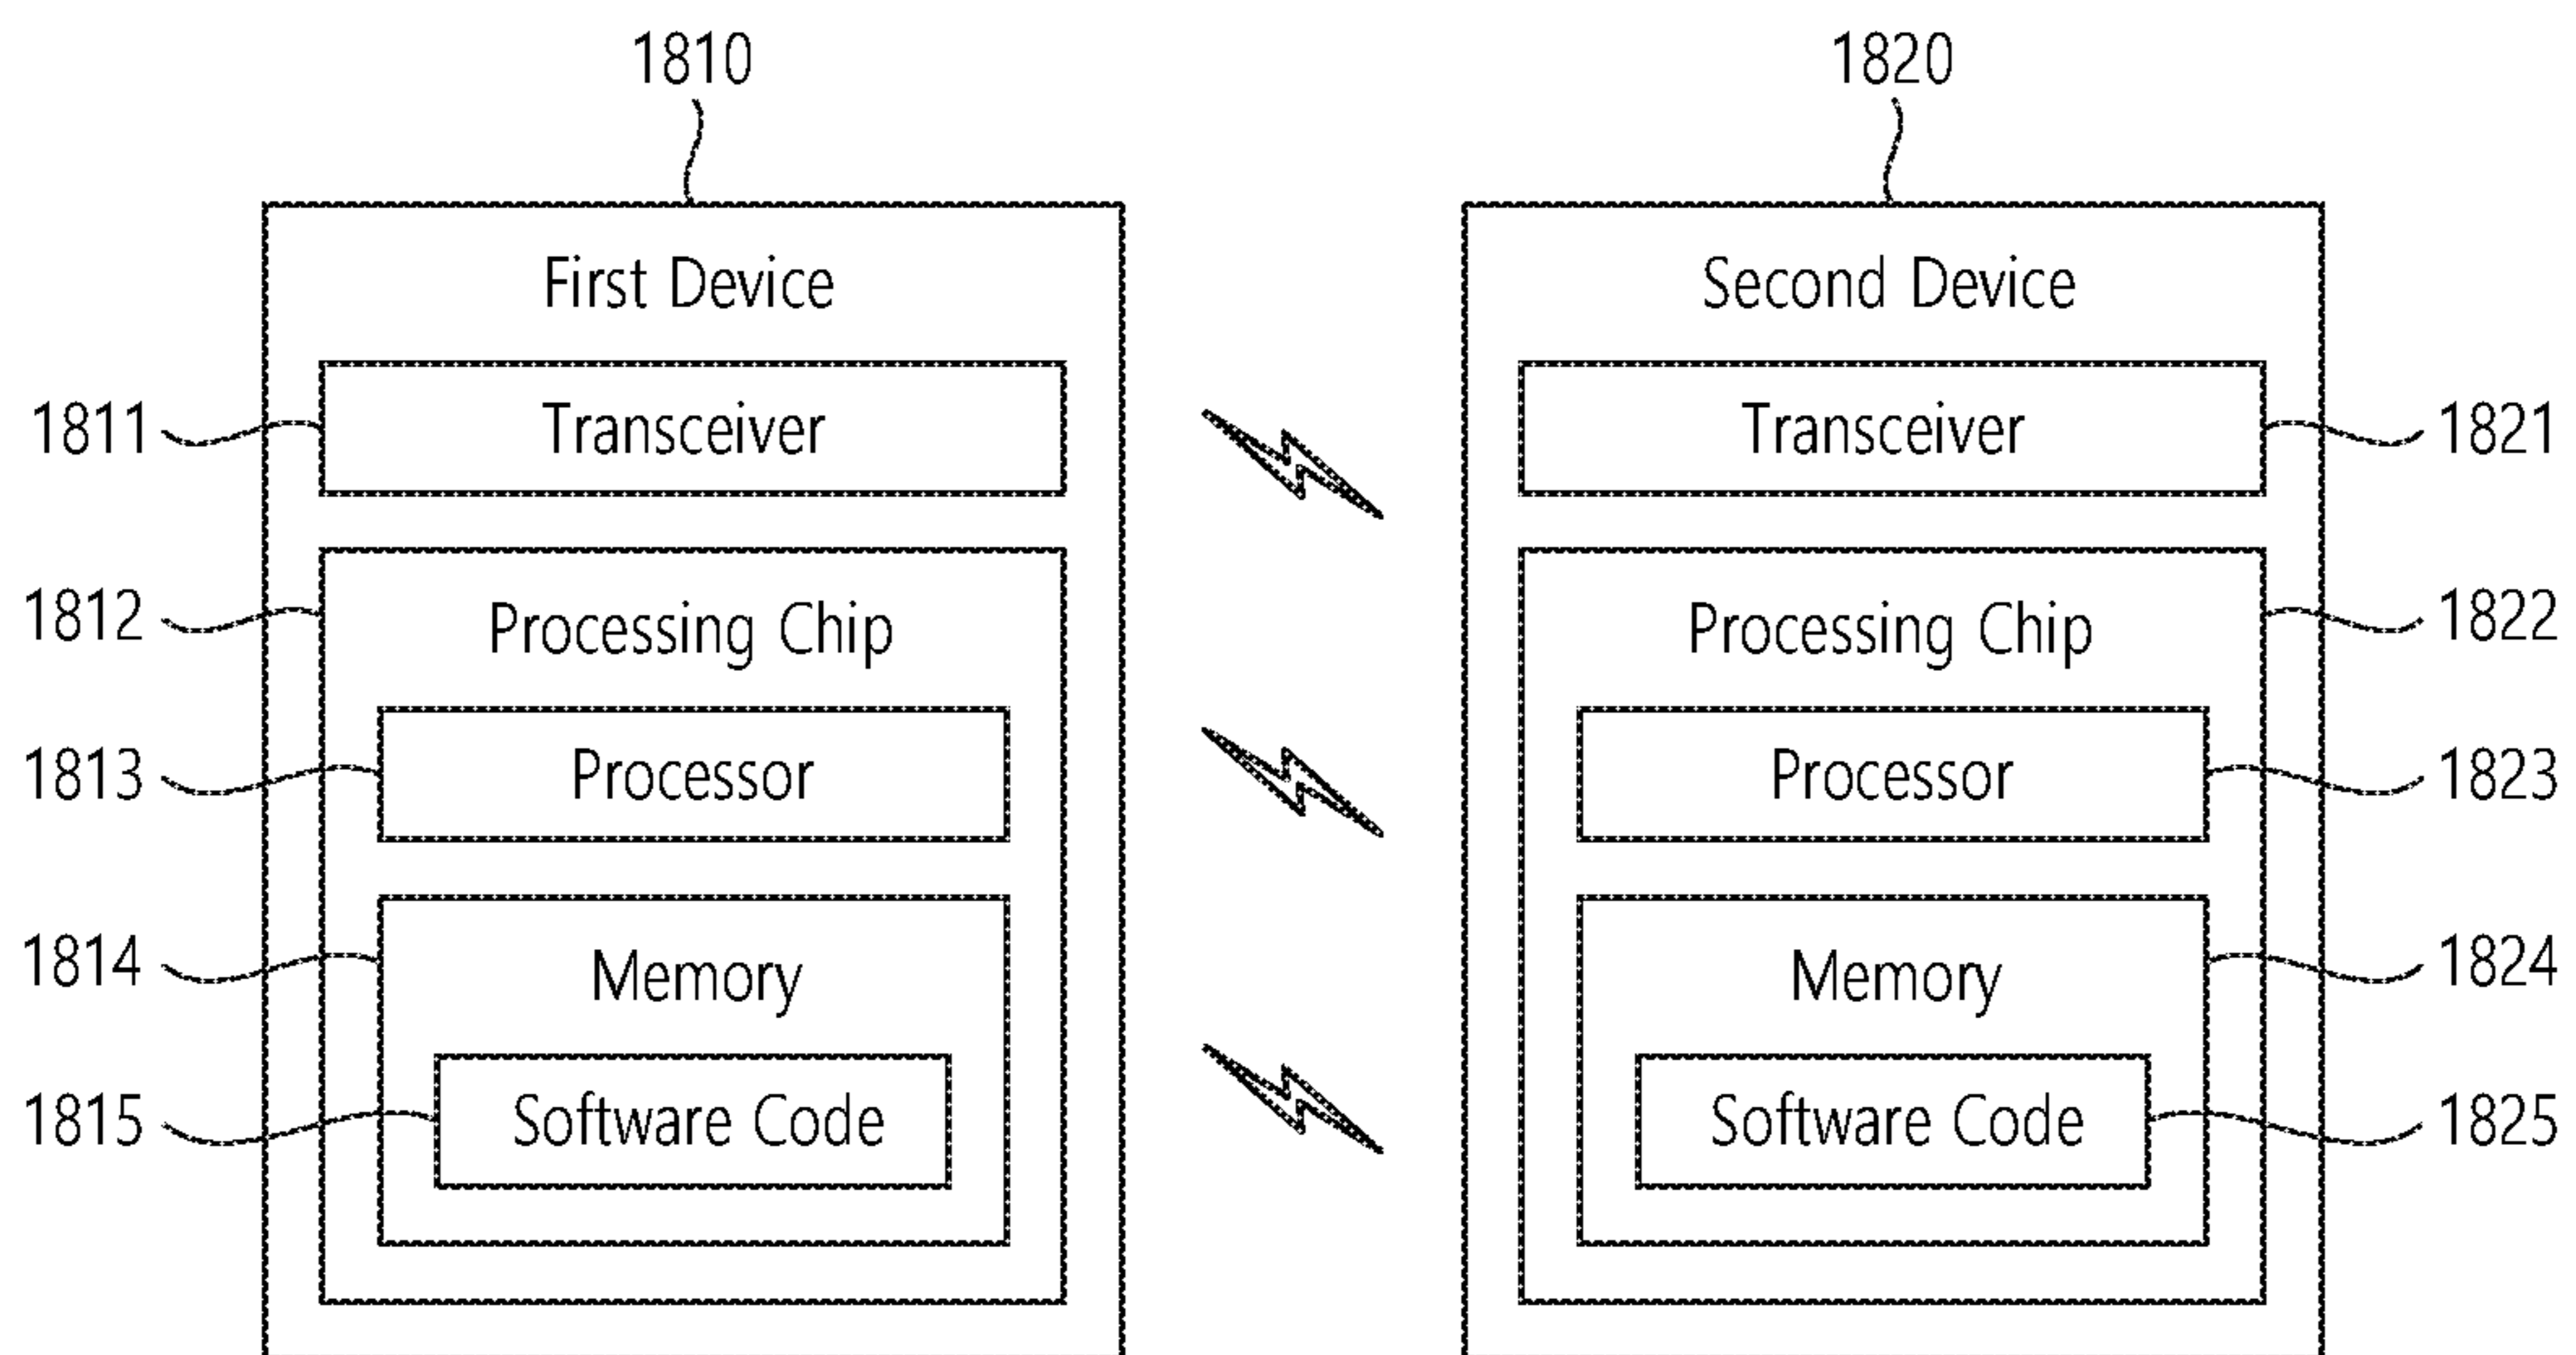 1810
1820
First Device
Second Device
1811
Transceiver
Transceiver
1821
1812
Processing Chip
Processing Chip
1822
1813
Processor
Processor
1823
1814
Memory
Memory
1824
1815
Software Code
Software Code
1825